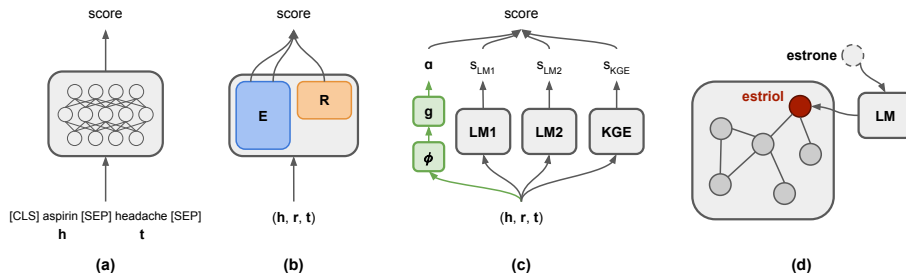 score
[CLS] aspirin [SEP] headache [SEP]
h t
(a)
score
E
R
(h, r, t)
(b)
score
α
s_LM1
s_LM2
s_KGE
g
ϕ
LM1
LM2
KGE
(h, r, t)
(c)
estrone
estriol
LM
(d)